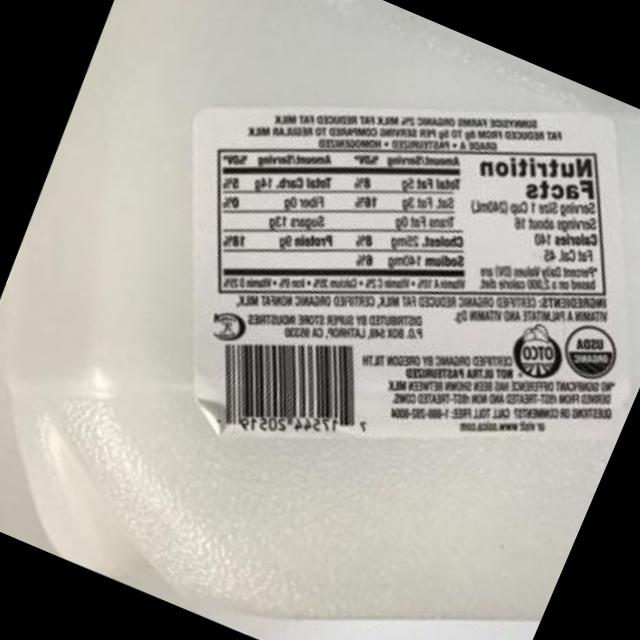 SUNNYSIDE FARMS ORGANIC 2% MILK FAT REDUCED FAT MILK
FAT REDUCED FROM 8g TO 5g PER SERVING COMPARED TO REGULAR MILK
GRADE A • PASTEURIZED • HOMOGENIZED
Nutrition
Facts
Serving Size 1 Cup (240mL)
Servings about 16
Calories 140
Fat Cal. 45
*Percent Daily Values (DV) are
based on a 2,000 calorie diet.
Amount/Serving %DV* Amount/Serving %DV*
Total Fat 5g 8% Total Carb. 14g 5%
Sat. Fat 3g 16% Fiber 0g 0%
Trans Fat 0g Sugars 13g
Cholest. 25mg 8% Protein 9g 18%
Sodium 140mg 6%
Vitamin A 10% • Vitamin C 2% • Calcium 35% • Iron 0% • Vitamin D 25%
INGREDIENTS: CERTIFIED ORGANIC REDUCED FAT MILK, CERTIFIED ORGANIC NONFAT MILK,
VITAMIN A PALMITATE AND VITAMIN D3
DISTRIBUTED BY SUPER STORE INDUSTRIES
P.O. BOX 549, LATHROP, CA 95330
USDA
ORGANIC
OTCO
CERTIFIED ORGANIC BY OREGON TILTH
NOT ULTRA PASTEURIZED
*NO SIGNIFICANT DIFFERENCE HAS BEEN SHOWN BETWEEN MILK
DERIVED FROM rBST-TREATED AND NON rBST-TREATED COWS.
QUESTIONS OR COMMENTS? CALL TOLL FREE
or visit www.ssica.com
7 17544 20519